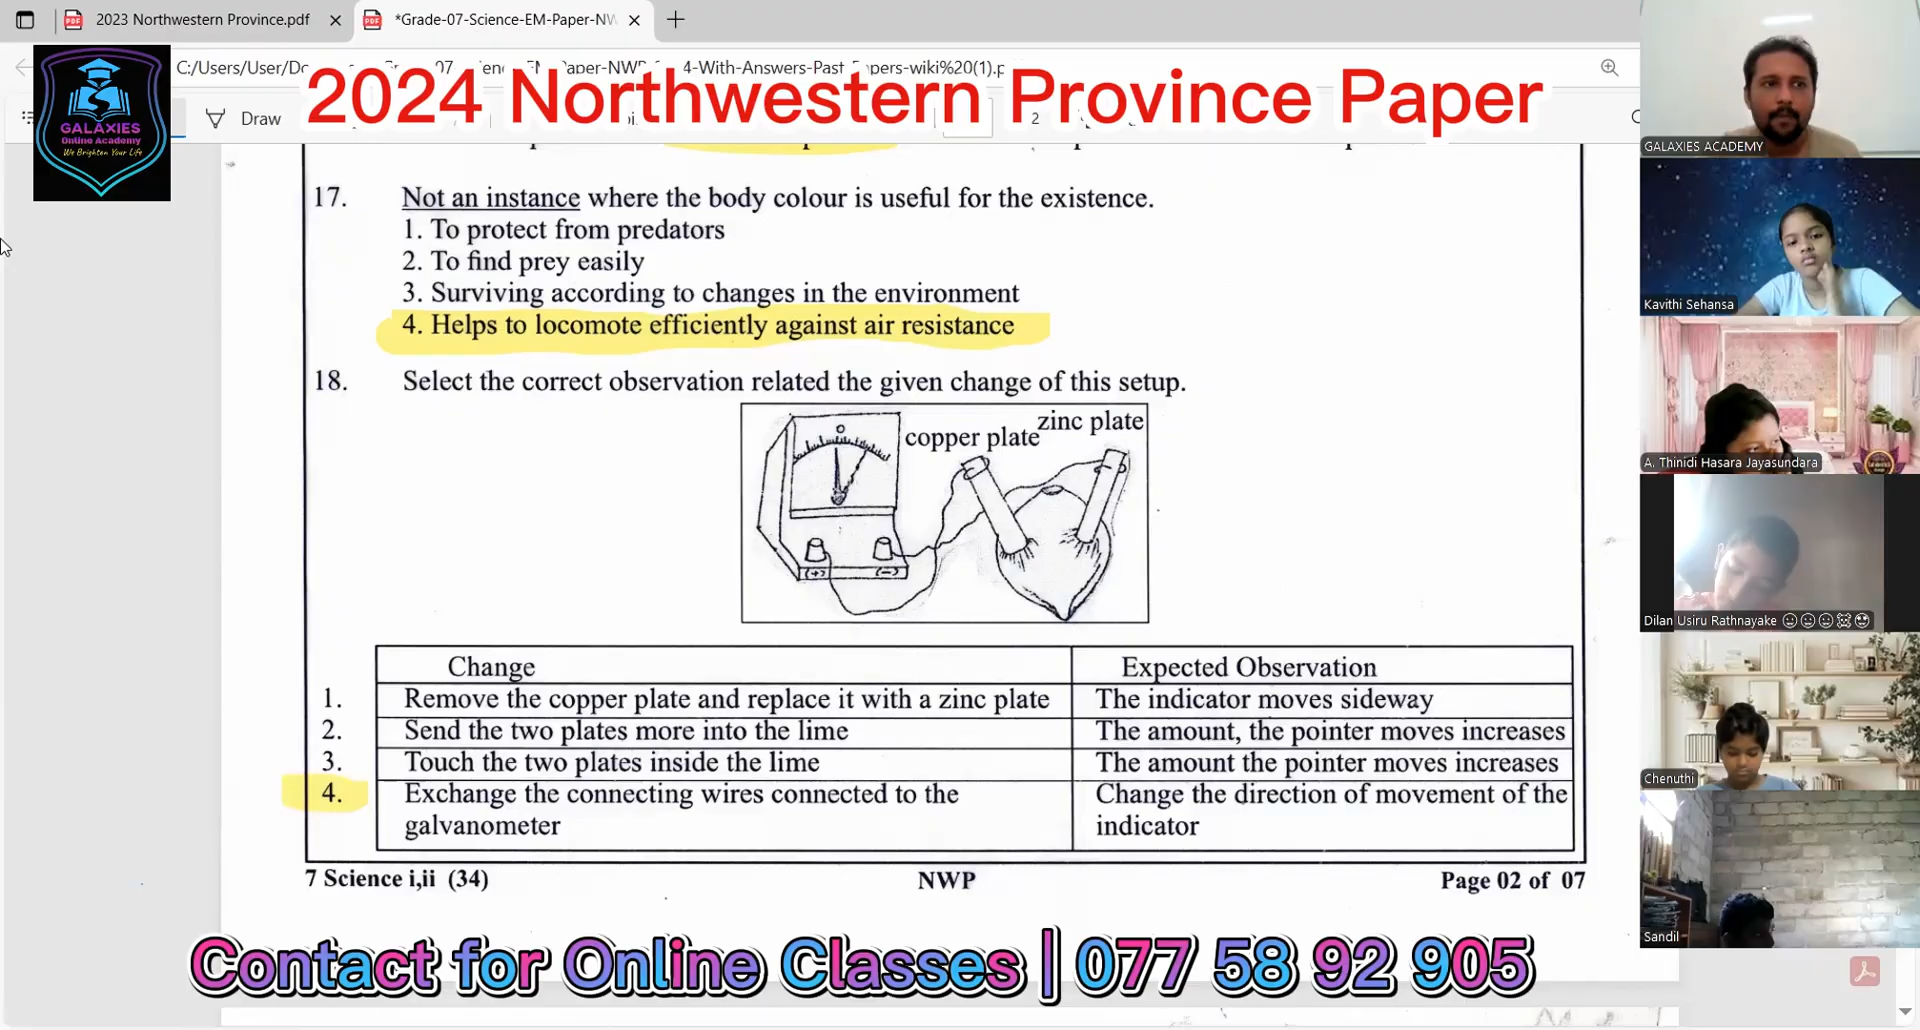 2023 Northwestern Province.pdf
*Grade-07-Science-EM-Paper-NW
2024 Northwestern Province Paper
GALAXIES
Online Academy
We Brighten Your Life
Draw
2
17. Not an instance where the body colour is useful for the existence.
1. To protect from predators
2. To find prey easily
3. Surviving according to changes in the environment
4. Helps to locomote efficiently against air resistance
18. Select the correct observation related the given change of this setup.
zinc plate
copper plate
0
(+) (-)
Change Expected Observation
1. Remove the copper plate and replace it with a zinc plate The indicator moves sideway
2. Send the two plates more into the lime The amount, the pointer moves increases
3. Touch the two plates inside the lime The amount the pointer moves increases
4. Exchange the connecting wires connected to the Change the direction of movement of the
galvanometer indicator
7 Science i,ii (34) NWP Page 02 of 07
Contact for Online Classes | 077 58 92 905
GALAXIES ACADEMY
Kavithi Sehansa
A. Thinidi Hasara Jayasundara
Dilan Usiru Rathnayake
Chenuthi
Sandil